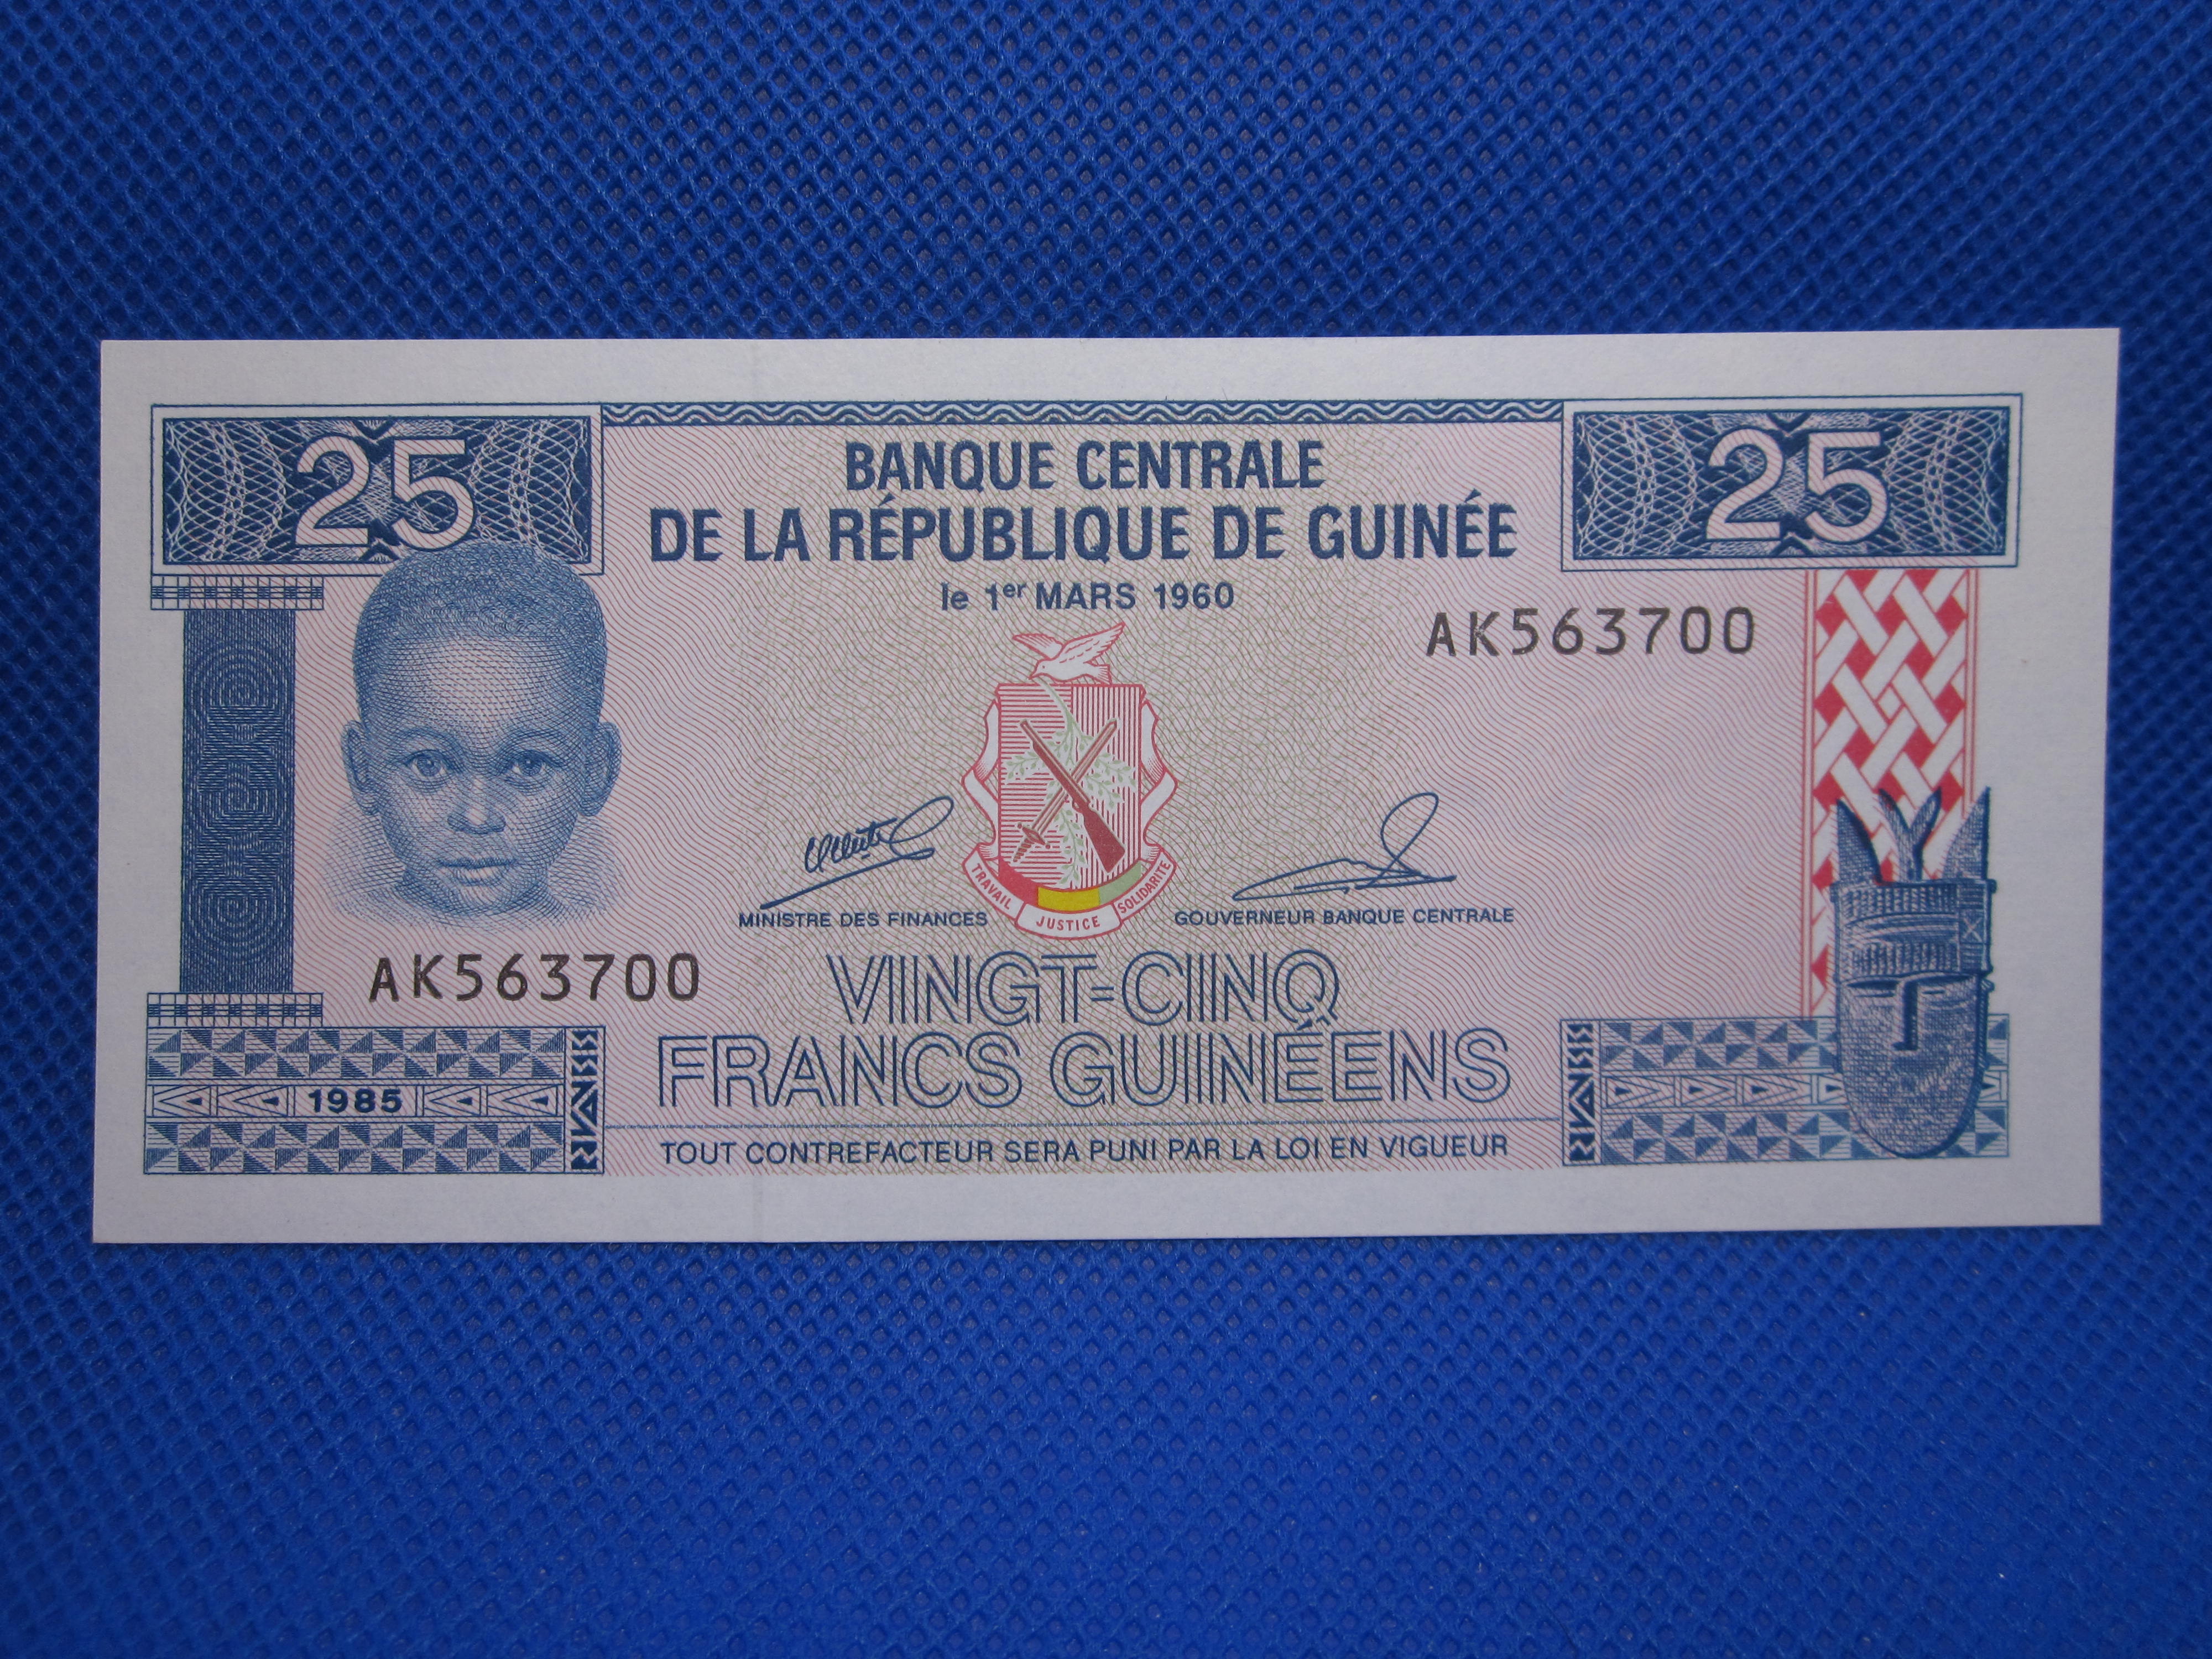 25
25
BANQUE CENTRALE
DE LA RÉPUBLIQUE DE GUINÉE
le 1er MARS 1960
AK563700
TRAVAIL
JUSTICE
SOLIDARITÉ
MINISTRE DES FINANCES
GOUVERNEUR BANQUE CENTRALE
AK563700
VINGT-CINQ
FRANCS GUINÉENS
1985
TOUT CONTREFACTEUR SERA PUNI PAR LA LOI EN VIGUEUR